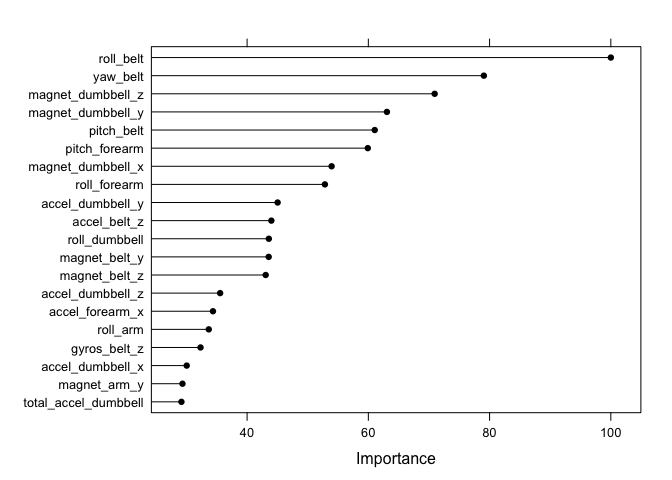 roll_belt
yaw_belt
magnet_dumbbell_z
magnet_dumbbell_y
pitch_belt
pitch_forearm
magnet_dumbbell_x
roll_forearm
accel_dumbbell_y
accel_belt_z
roll_dumbbell
magnet_belt_y
magnet_belt_z
accel_dumbbell_z
accel_forearm_x
roll_arm
gyros_belt_z
accel_dumbbell_x
magnet_arm_y
total_accel_dumbbell
40 60 80 100
Importance